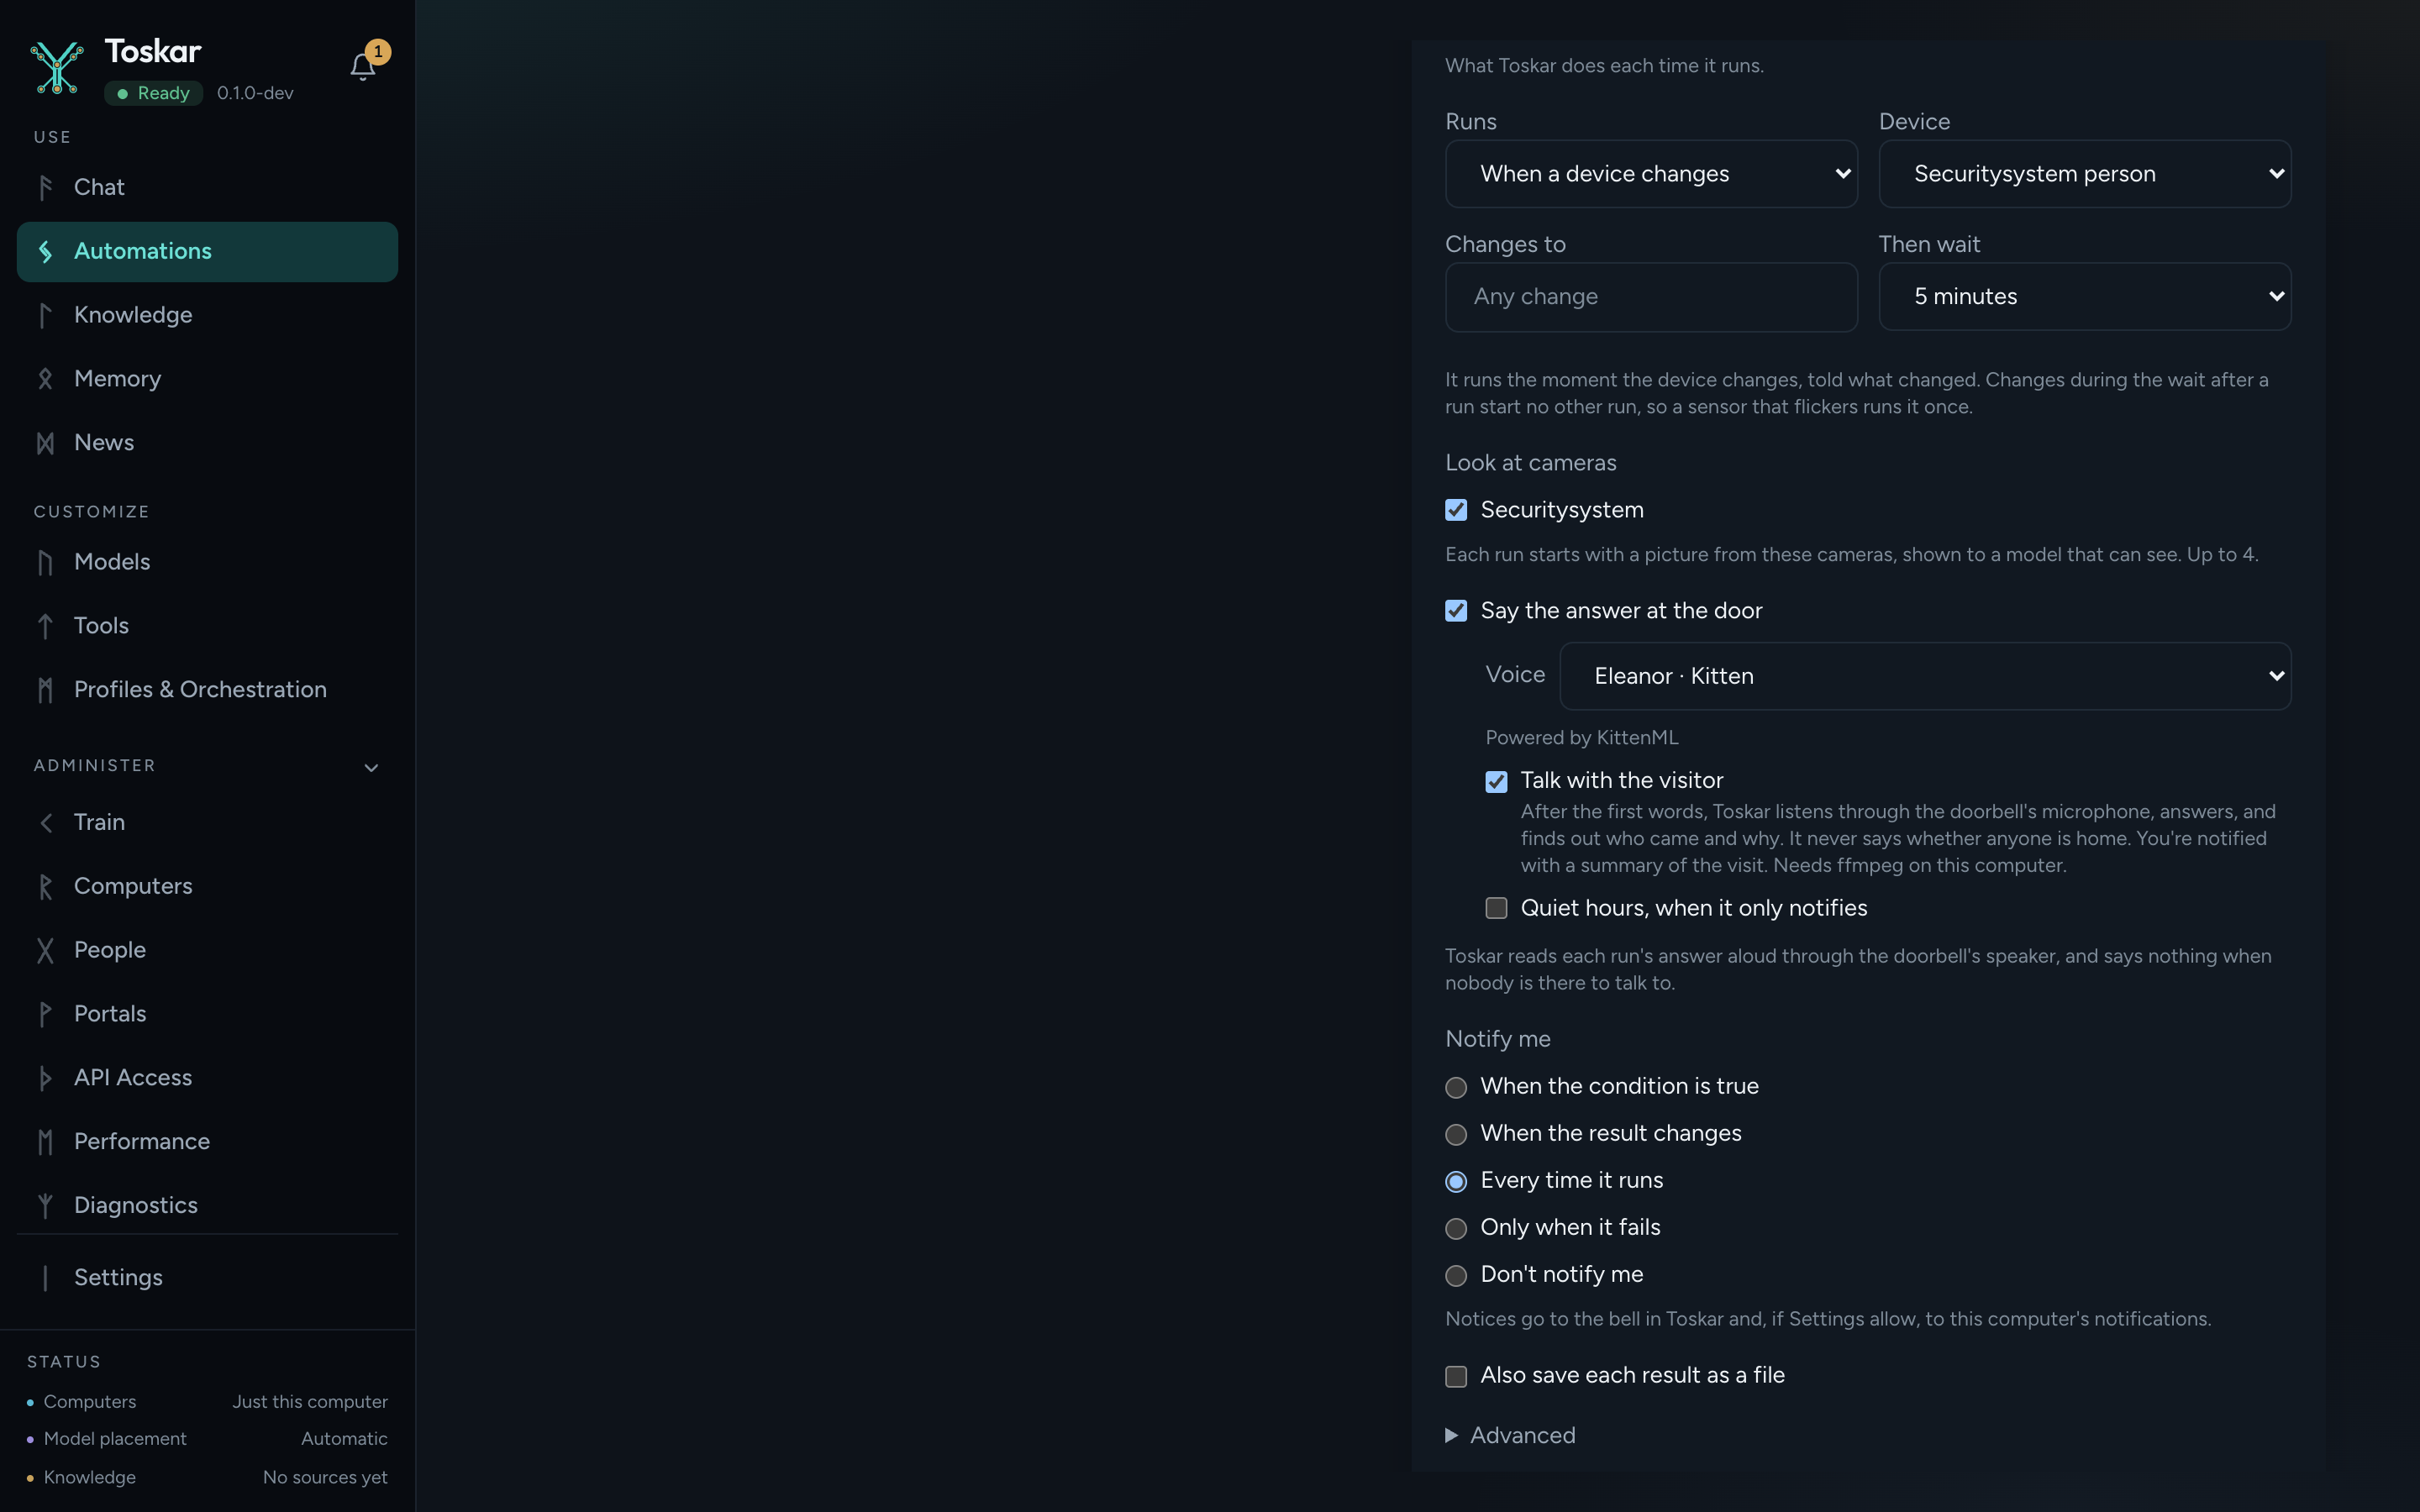 Toskar
1
Ready 0.1.0-dev
USE
Chat
Automations
Knowledge
Memory
News
CUSTOMIZE
Models
Tools
Profiles & Orchestration
ADMINISTER
Train
Computers
People
Portals
API Access
Performance
Diagnostics
Settings
STATUS
Computers Just this computer
Model placement Automatic
Knowledge No sources yet
What Toskar does each time it runs.
Runs Device
When a device changes Securitysystem person
Changes to Then wait
Any change 5 minutes
It runs the moment the device changes, told what changed. Changes during the wait after a
run start no other run, so a sensor that flickers runs it once.
Look at cameras
Securitysystem
Each run starts with a picture from these cameras, shown to a model that can see. Up to 4.
Say the answer at the door
Voice Eleanor · Kitten
Powered by KittenML
Talk with the visitor
After the first words, Toskar listens through the doorbell's microphone, answers, and
finds out who came and why. It never says whether anyone is home. You're notified
with a summary of the visit. Needs ffmpeg on this computer.
Quiet hours, when it only notifies
Toskar reads each run's answer aloud through the doorbell's speaker, and says nothing when
nobody is there to talk to.
Notify me
When the condition is true
When the result changes
Every time it runs
Only when it fails
Don't notify me
Notices go to the bell in Toskar and, if Settings allow, to this computer's notifications.
Also save each result as a file
Advanced